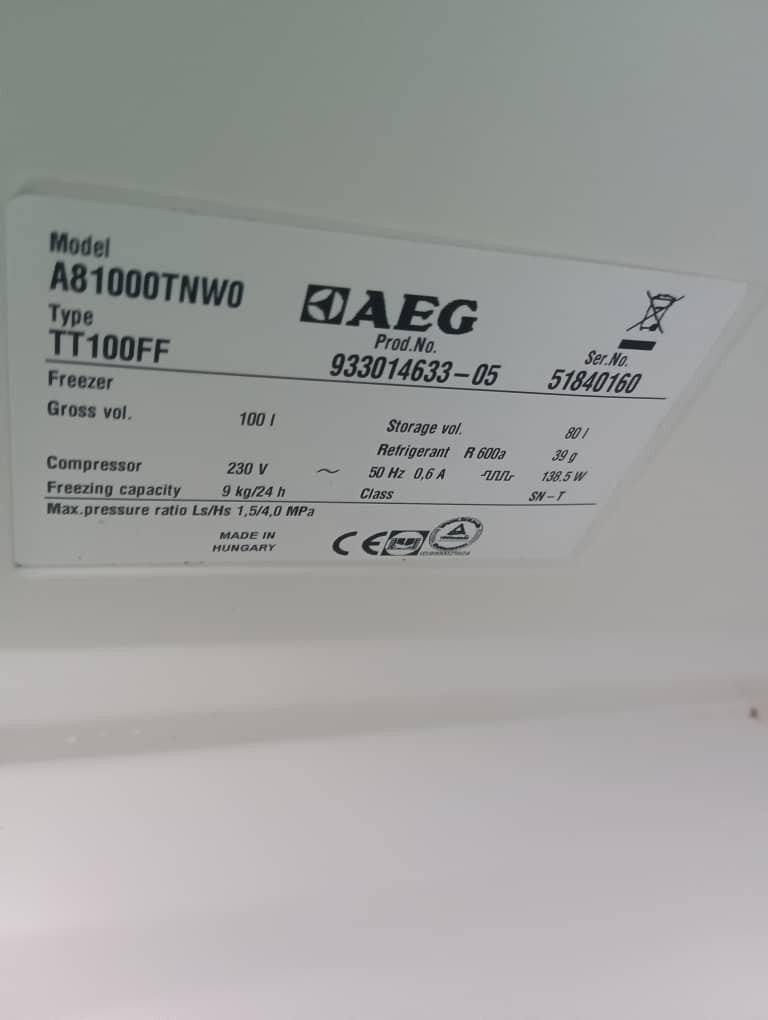 Model
A81000TNW0
AEG
Type
TT100FF
Prod.No.
933014633-05
Ser.No.
51840160
Freezer
Gross vol. 100 l
Storage vol. 80 l
Refrigerant R 600a 39 g
Compressor 230 V ~ 50 Hz 0,6 A 138.5 W
Freezing capacity 9 kg/24 h Class SN-T
Max.pressure ratio Ls/Hs 1,5/4,0 MPa
MADE IN
HUNGARY
CE